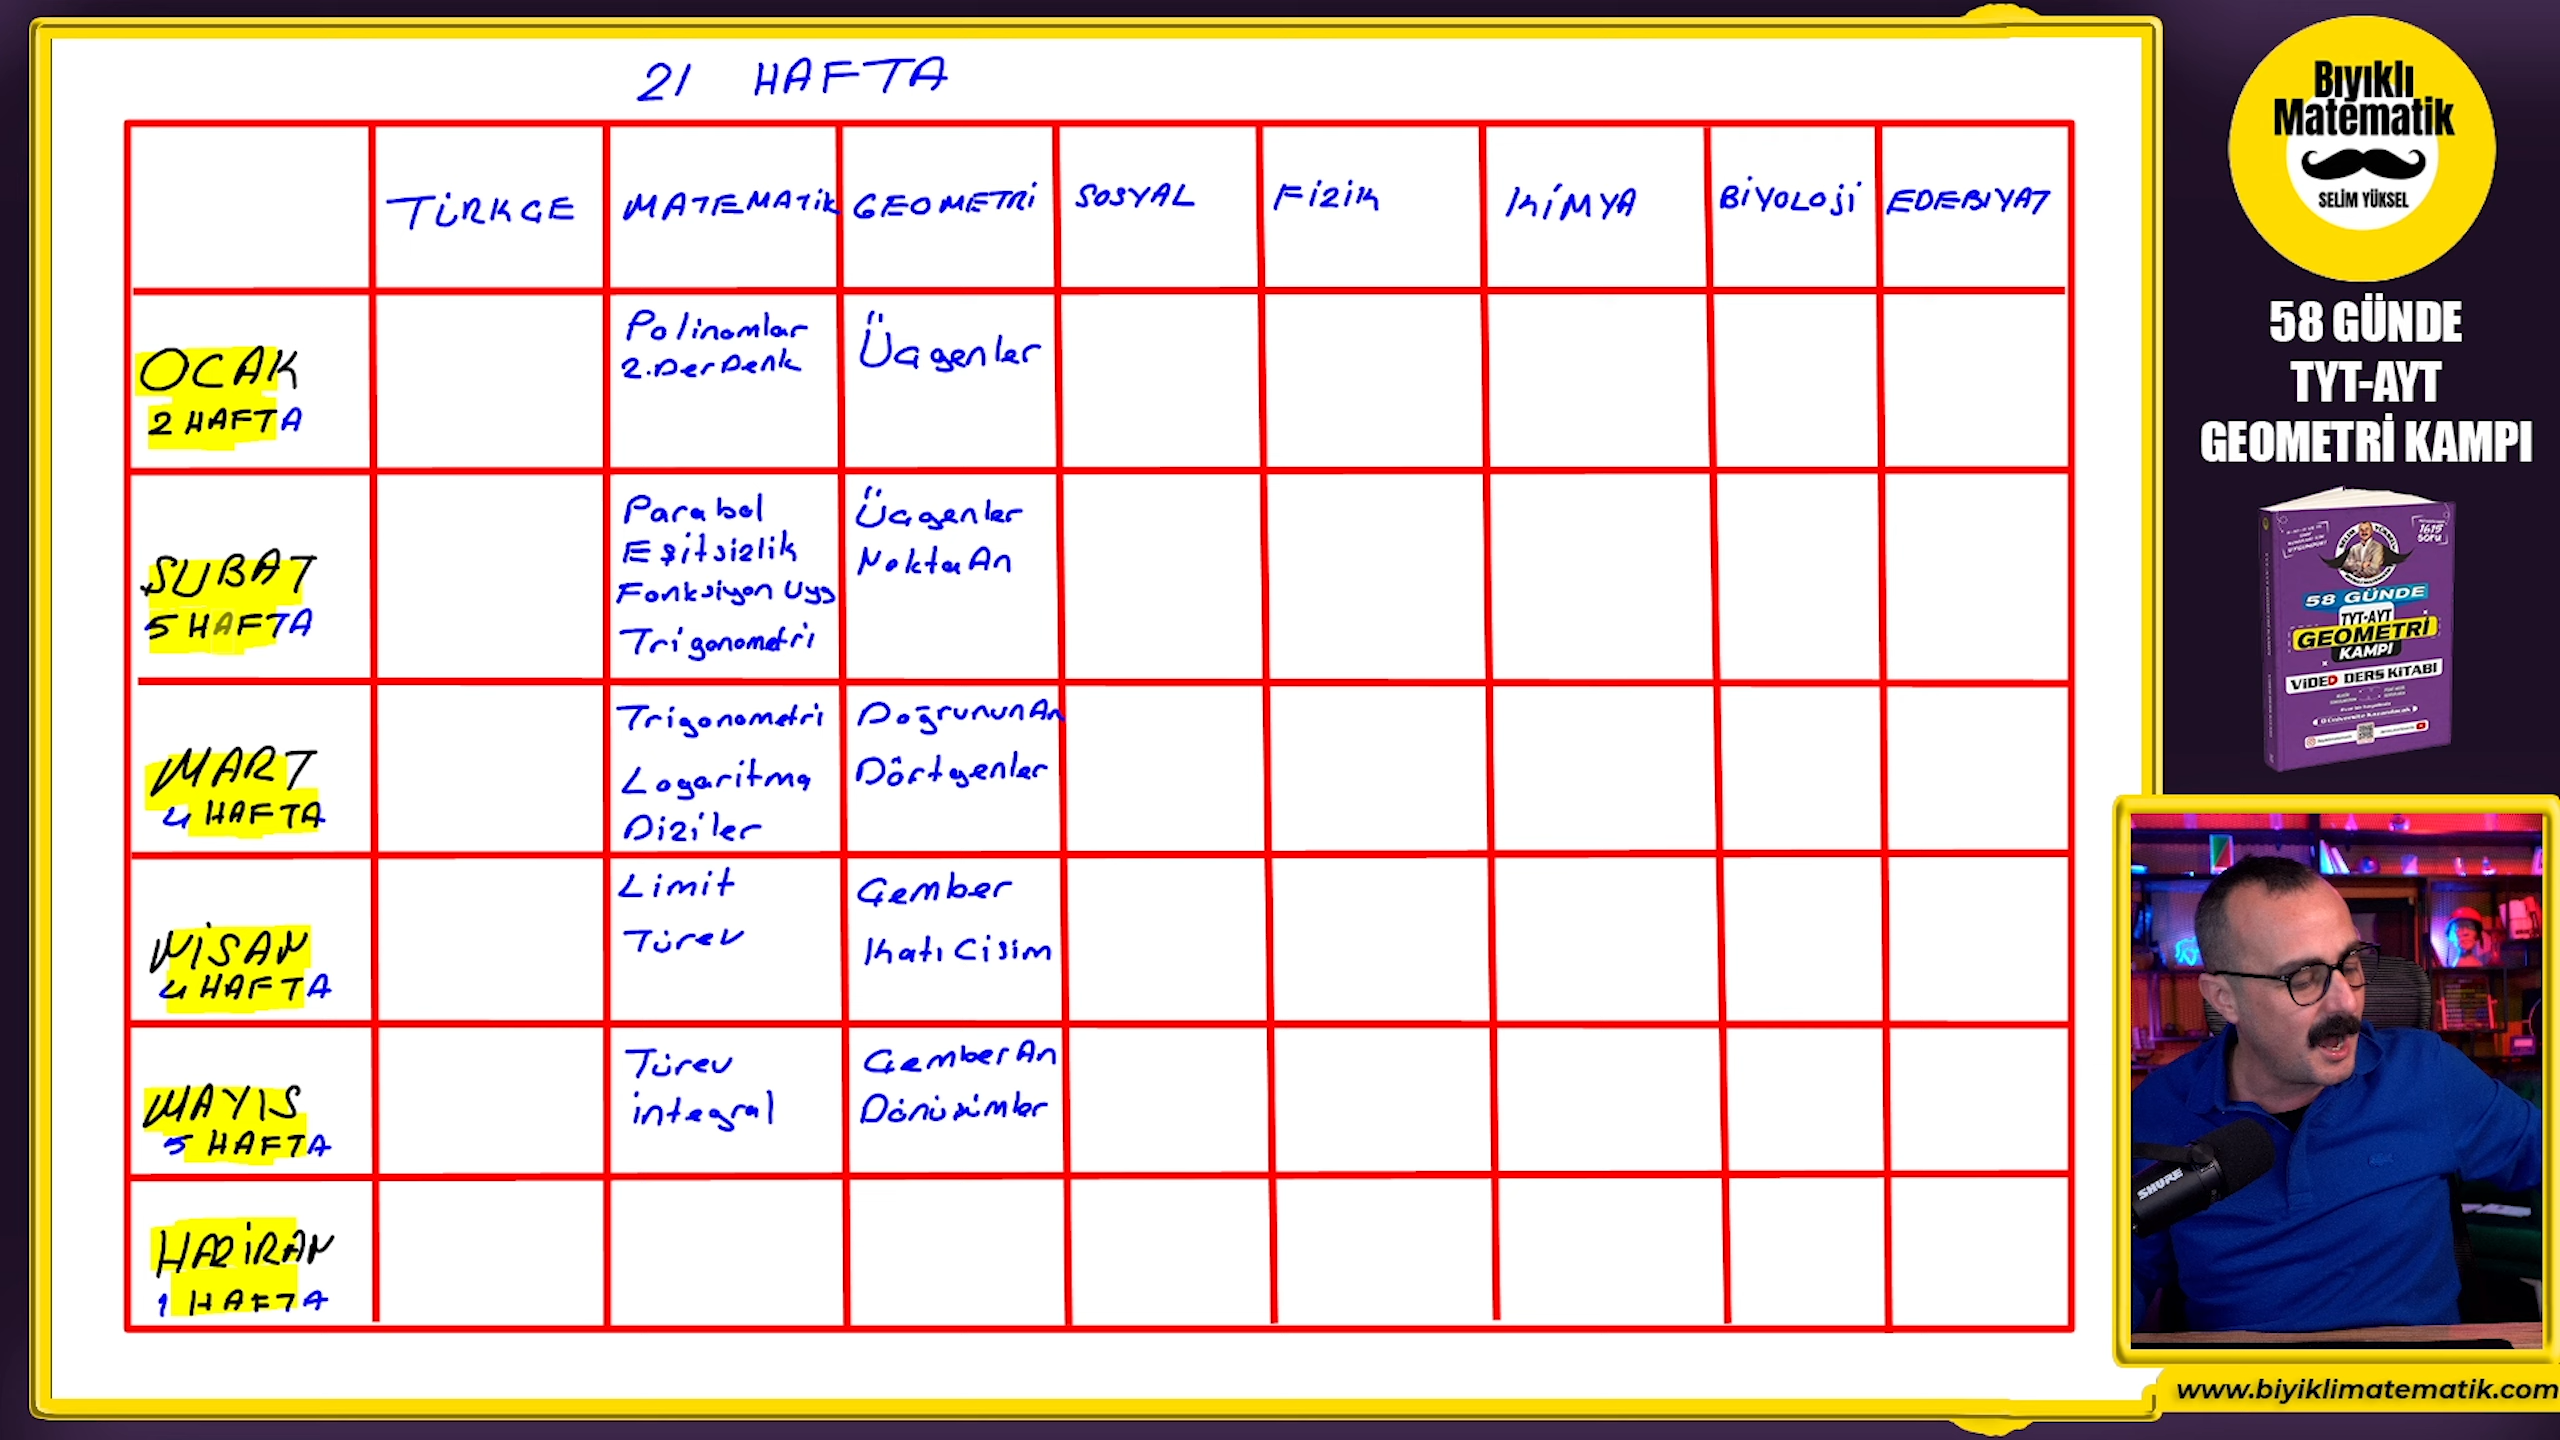 21 HAFTA
TÜRKÇE MATEMATİK GEOMETRİ SOSYAL FİZİK KİMYA BİYOLOJİ EDEBİYAT
OCAK
2 HAFTA
Polinomlar
2.Der Denk
Üçgenler
ŞUBAT
5 HAFTA
Parabol
Eşitsizlik
Fonksiyon Uyg
Trigonometri
Üçgenler
Nokta An
MART
4 HAFTA
Trigonometri
Logaritma
Diziler
Doğrunun An
Dörtgenler
NİSAN
4 HAFTA
Limit
Türev
Çember
Katı Cisim
MAYIS
5 HAFTA
Türev
integral
Çember An
Dönüşümler
HAZİRAN
1 HAFTA
Bıyıklı
Matematik
SELİM YÜKSEL
58 GÜNDE
TYT-AYT
GEOMETRİ KAMPI
1615
SORU
58 GÜNDE
TYT-AYT
GEOMETRİ
KAMPI
VİDEO DERS KİTABI
SHURE
www.biyiklimatematik.com